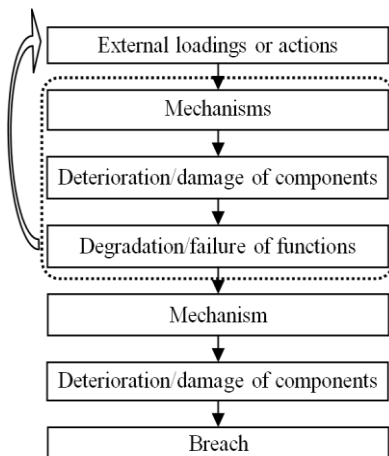 External loadings or actions
Mechanisms
Deterioration/damage of components
Degradation/failure of functions
Mechanism
Deterioration/damage of components
Breach